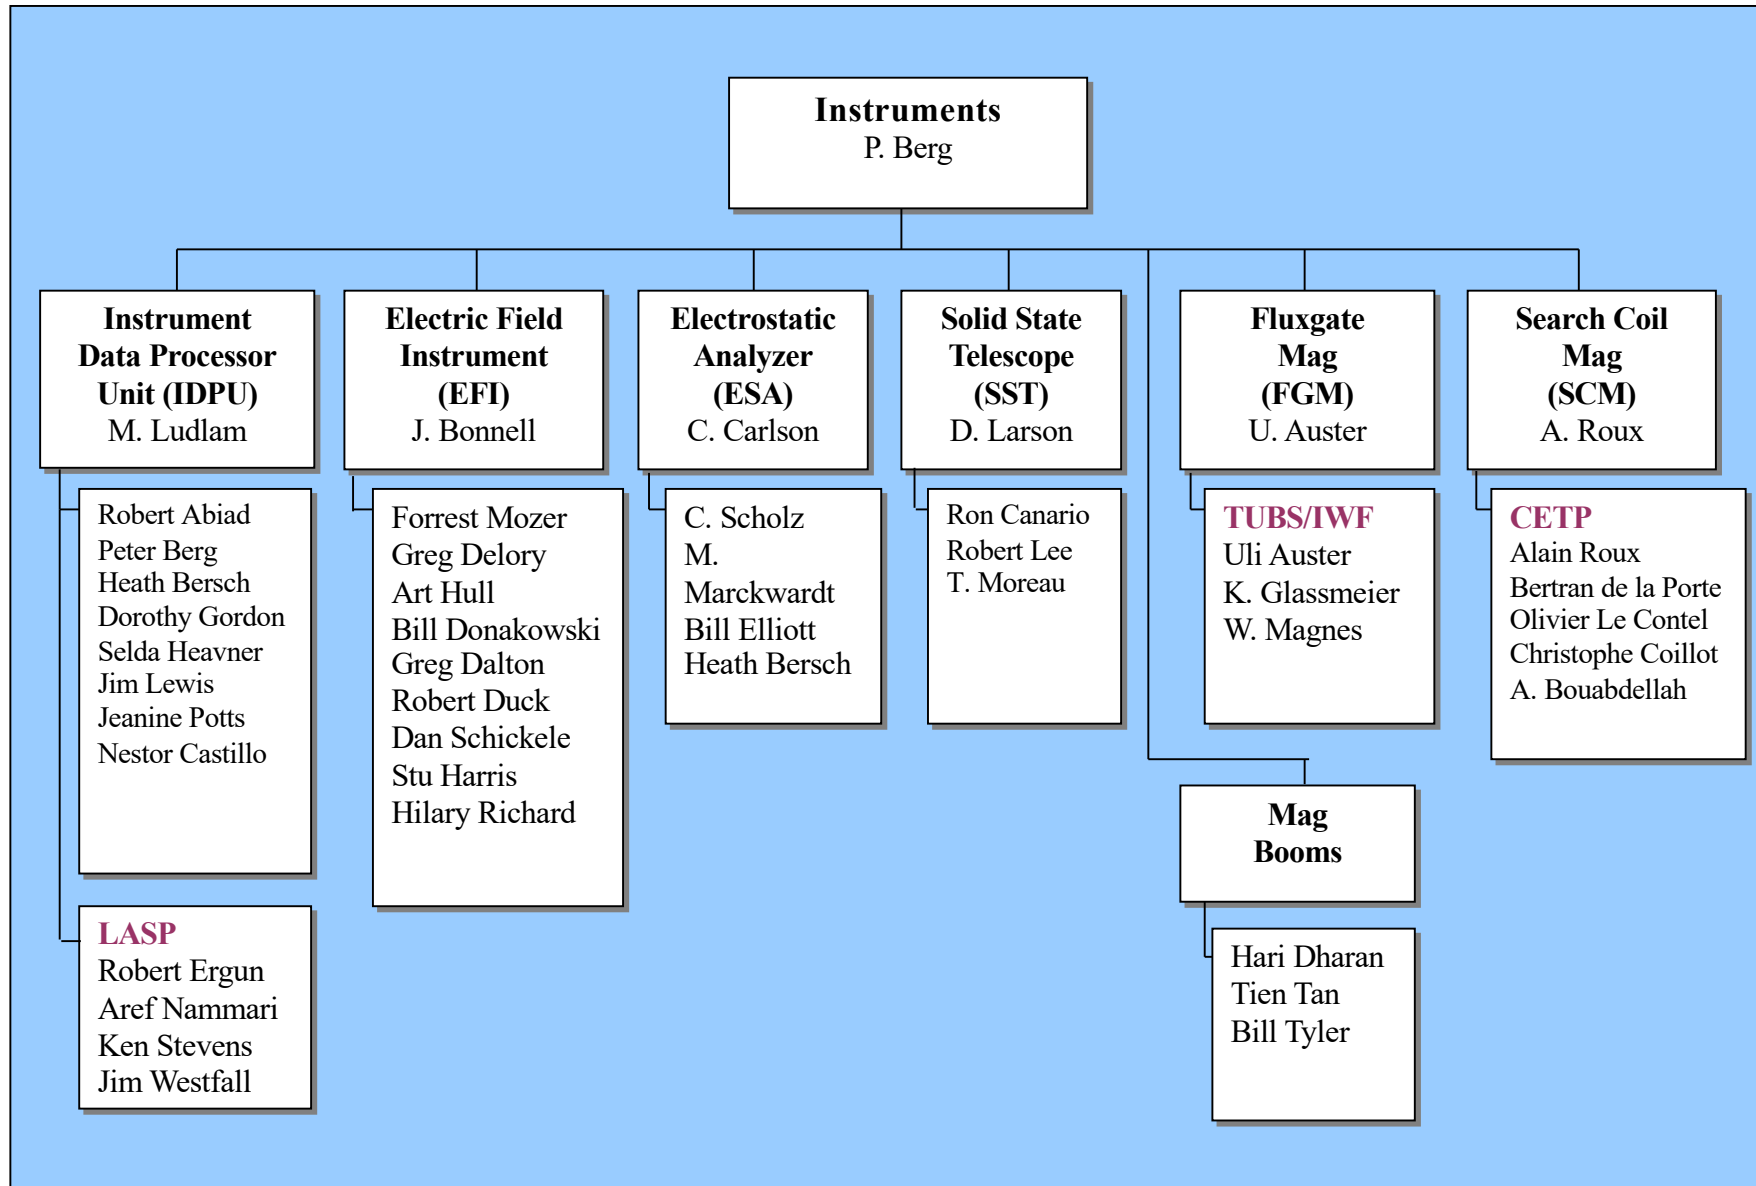 Instruments
P. Berg
Instrument
Data Processor
Unit (IDPU)
M. Ludlam
Robert Abiad
Peter Berg
Heath Bersch
Dorothy Gordon
Selda Heavner
Jim Lewis
Jeanine Potts
Nestor Castillo
LASP
Robert Ergun
Aref Nammari
Ken Stevens
Jim Westfall
Electric Field
Instrument
(EFI)
J. Bonnell
Forrest Mozer
Greg Delory
Art Hull
Bill Donakowski
Greg Dalton
Robert Duck
Dan Schickele
Stu Harris
Hilary Richard
Electrostatic
Analyzer
(ESA)
C. Carlson
C. Scholz
M.
Marckwardt
Bill Elliott
Heath Bersch
Solid State
Telescope
(SST)
D. Larson
Ron Canario
Robert Lee
T. Moreau
Fluxgate
Mag
(FGM)
U. Auster
TUBS/IWF
Uli Auster
K. Glassmeier
W. Magnes
Mag
Booms
Hari Dharan
Tien Tan
Bill Tyler
Search Coil
Mag
(SCM)
A. Roux
CETP
Alain Roux
Bertran de la Porte
Olivier Le Contel
Christophe Coillot
A. Bouabdellah